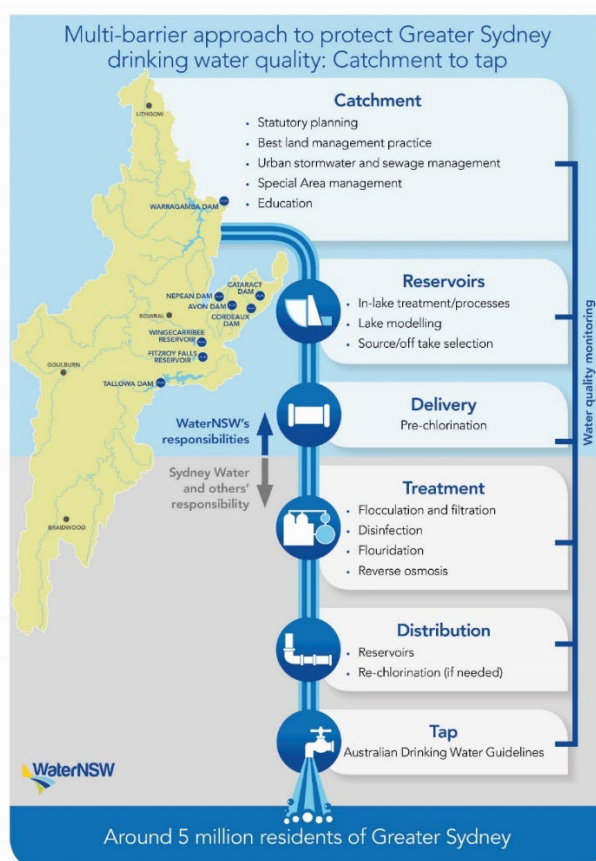 Multi-barrier approach to protect Greater Sydney
drinking water quality: Catchment to tap
Catchment
• Statutory planning
• Best land management practice
• Urban stormwater and sewage management
• Special Area management
• Education
LITHGOW
WARRAGAMBA DAM
CATARACT
DAM
NEPEAN DAM
AVON DAM
CORDEAUX
DAM
BOWRAL
WINGECARRIBEE
RESERVOIR
FITZROY FALLS
RESERVOIR
GOULBURN
TALLOWA DAM
BRAIDWOOD
Reservoirs
• In-lake treatment/processes
• Lake modelling
• Source/off take selection
Delivery
Pre-chlorination
WaterNSW's
responsibilities
Sydney Water
and others'
responsibility
Treatment
• Flocculation and filtration
• Disinfection
• Flouridation
• Reverse osmosis
Distribution
• Reservoirs
• Re-chlorination (if needed)
Tap
Australian Drinking Water Guidelines
Water quality monitoring
WaterNSW
Around 5 million residents of Greater Sydney